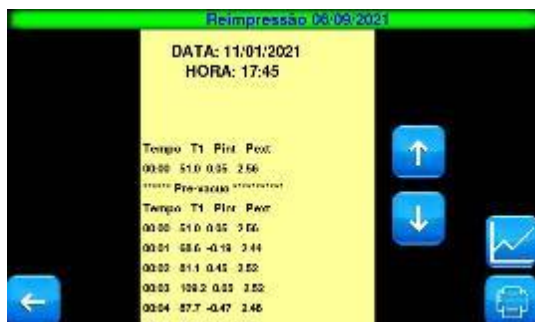 Reimpressão 06/09/2021
DATA: 11/01/2021
HORA: 17:45
Tempo T1 Pint Pext
00:00 51.0 0.05 2.56
****** Pre-vacuo **********
Tempo T1 Pint Pext
00:00 51.0 0.05 2.56
00:01 68.6 -0.19 2.44
00:02 81.1 0.45 2.52
00:03 109.2 0.03 2.52
00:04 87.7 -0.47 2.48